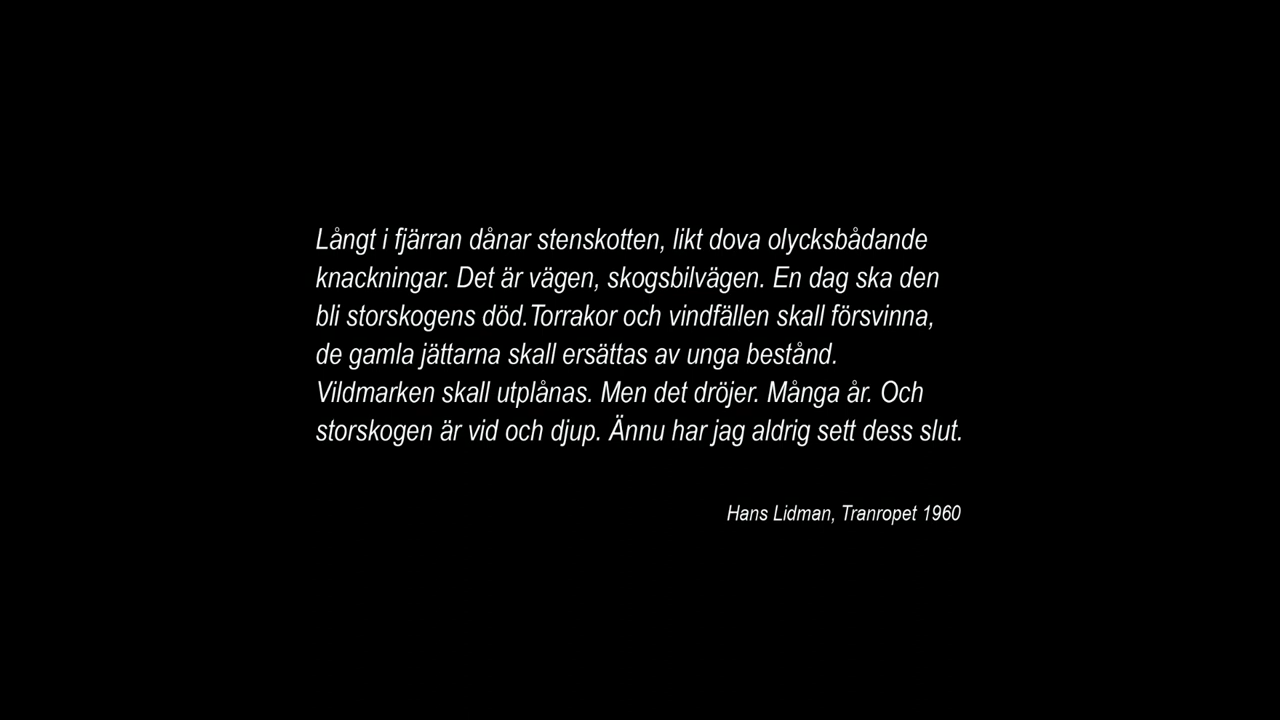 Långt i fjärran dånar stenskotten, likt dova olycksbådande
knackningar. Det är vägen, skogsbilvägen. En dag ska den
bli storskogens död.Torrakor och vindfällen skall försvinna,
de gamla jättarna skall ersättas av unga bestånd.
Vildmarken skall utplånas. Men det dröjer. Många år. Och
storskogen är vid och djup. Ännu har jag aldrig sett dess slut.
Hans Lidman, Tranropet 1960